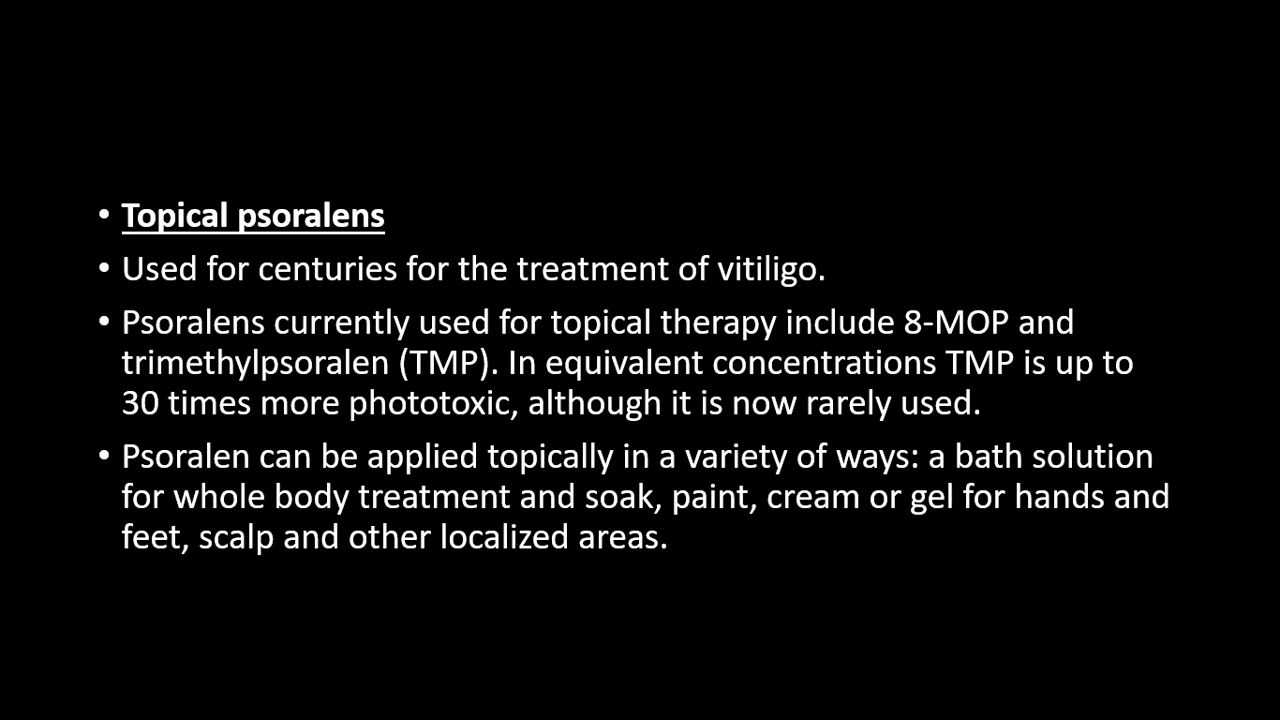 • Topical psoralens
• Used for centuries for the treatment of vitiligo.
• Psoralens currently used for topical therapy include 8-MOP and
trimethylpsoralen (TMP). In equivalent concentrations TMP is up to
30 times more phototoxic, although it is now rarely used.
• Psoralen can be applied topically in a variety of ways: a bath solution
for whole body treatment and soak, paint, cream or gel for hands and
feet, scalp and other localized areas.